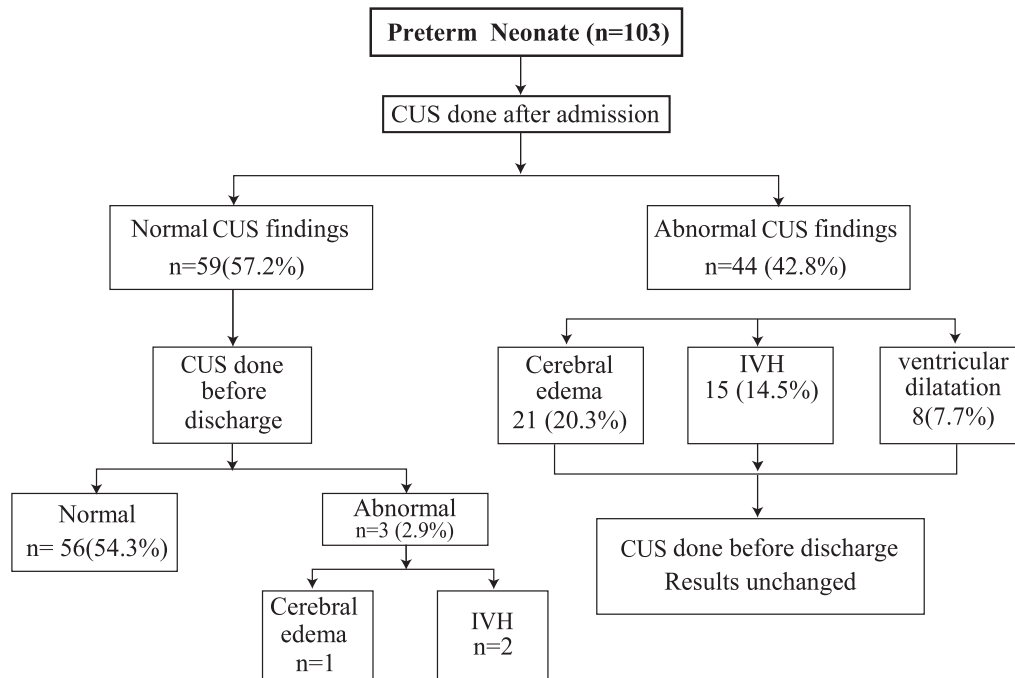 Preterm Neonate (n=103)
CUS done after admission
Normal CUS findings
n=59(57.2%)
Abnormal CUS findings
n=44 (42.8%)
CUS done
before
discharge
Cerebral
edema
21 (20.3%)
IVH
15 (14.5%)
ventricular
dilatation
8(7.7%)
Normal
n= 56(54.3%)
Abnormal
n=3 (2.9%)
CUS done before discharge
Results unchanged
Cerebral
edema
n=1
IVH
n=2